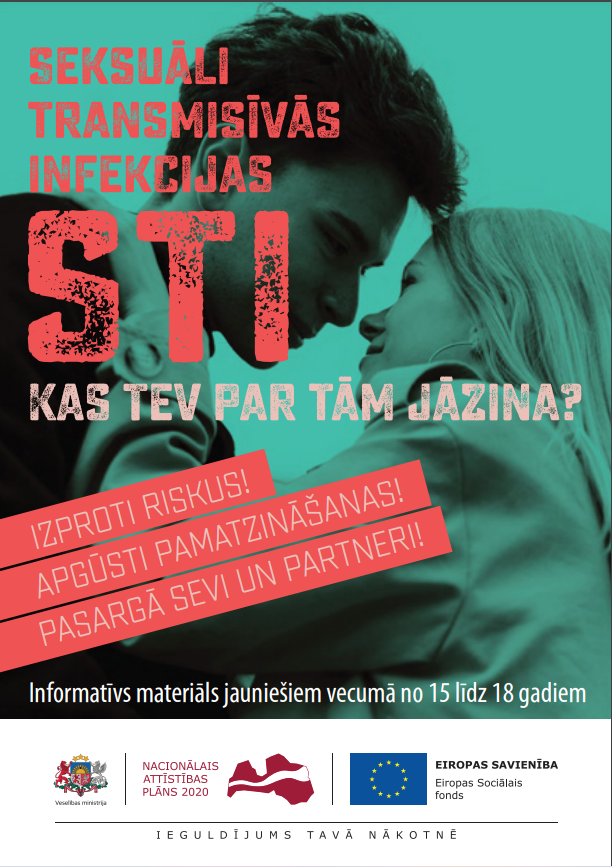 SEKSUĀLI
TRANSMISĪVĀS
INFEKCIJAS
STI
KAS TEV PAR TĀM JĀZINA?
IZPROTI RISKUS!
APGŪSTI PAMATZINĀŠANAS!
PASARGĀ SEVI UN PARTNERI!
Informatīvs materiāls jauniešiem vecumā no 15 līdz 18 gadiem
Veselības ministrija
NACIONĀLAIS
ATTĪSTĪBAS
PLĀNS 2020
EIROPAS SAVIENĪBA
Eiropas Sociālais
fonds
IEGULDĪJUMS TAVĀ NĀKOTNĒ